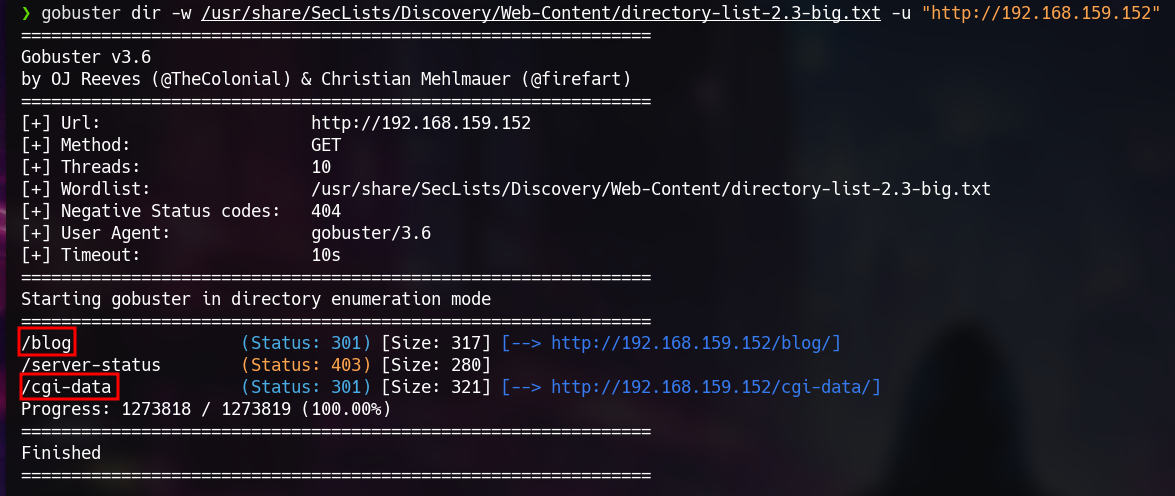 ❯ gobuster dir -w /usr/share/SecLists/Discovery/Web-Content/directory-list-2.3-big.txt -u "http://192.168.159.152"
===============================================================
Gobuster v3.6
by OJ Reeves (@TheColonial) & Christian Mehlmauer (@firefart)
===============================================================
[+] Url:                     http://192.168.159.152
[+] Method:                  GET
[+] Threads:                 10
[+] Wordlist:                /usr/share/SecLists/Discovery/Web-Content/directory-list-2.3-big.txt
[+] Negative Status codes:   404
[+] User Agent:              gobuster/3.6
[+] Timeout:                 10s
===============================================================
Starting gobuster in directory enumeration mode
===============================================================
/blog                 (Status: 301) [Size: 317] [--> http://192.168.159.152/blog/]
/server-status        (Status: 403) [Size: 280]
/cgi-data             (Status: 301) [Size: 321] [--> http://192.168.159.152/cgi-data/]
Progress: 1273818 / 1273819 (100.00%)
===============================================================
Finished
===============================================================